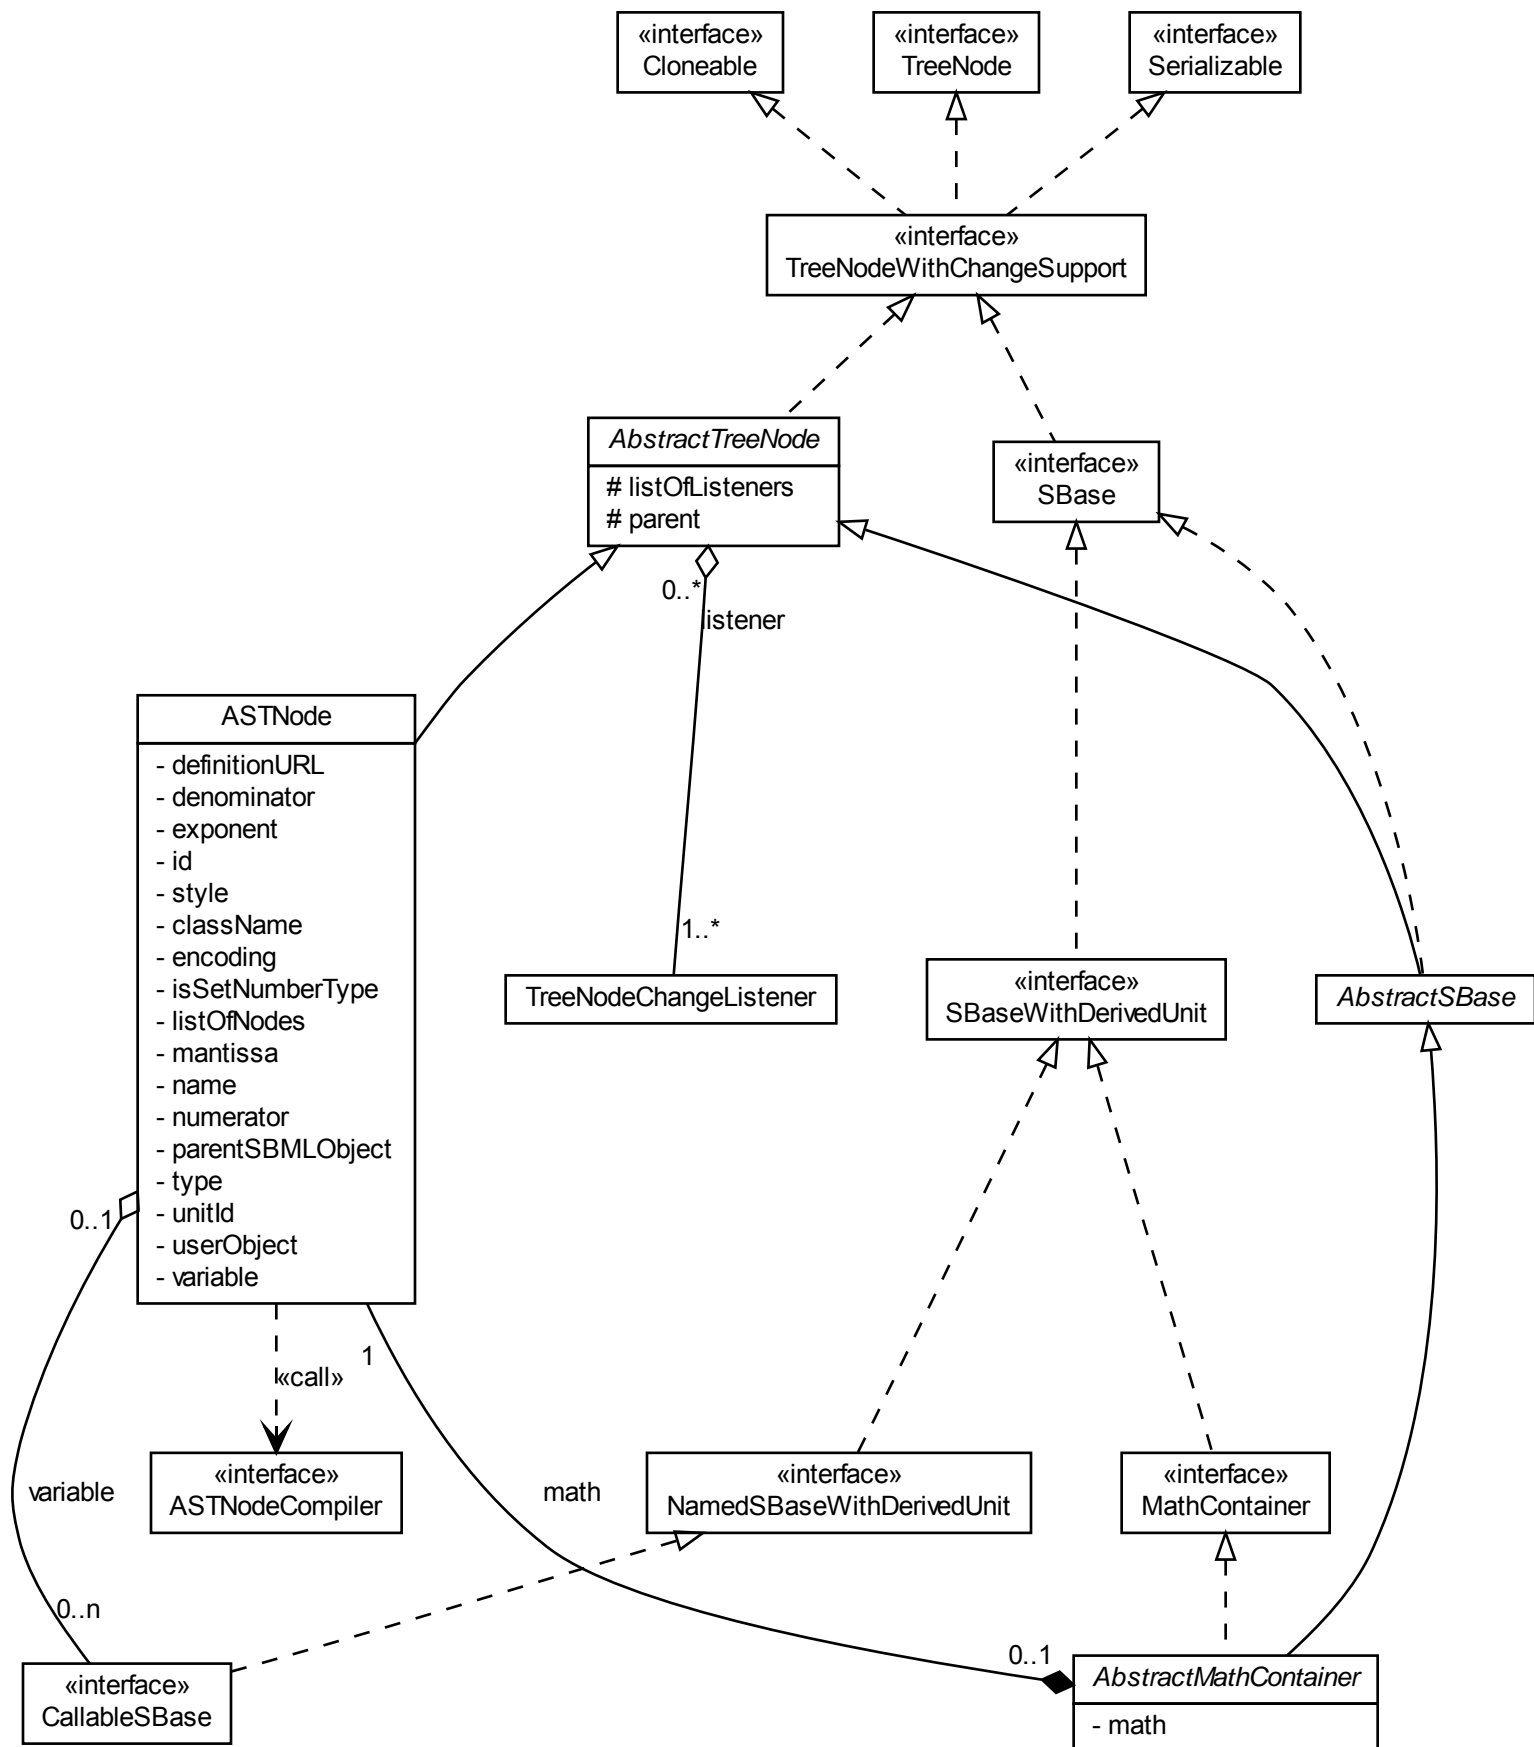 «interface»
Cloneable
«interface»
TreeNode
«interface»
Serializable
«interface»
TreeNodeWithChangeSupport
AbstractTreeNode
# listOfListeners
# parent
«interface»
SBase
0..*
listener
ASTNode
- definitionURL
- denominator
- exponent
- id
- style
- className
- encoding
- isSetNumberType
- listOfNodes
- mantissa
- name
- numerator
- parentSBMLObject
- type
- unitId
- userObject
- variable
1..*
TreeNodeChangeListener
«interface»
SBaseWithDerivedUnit
AbstractSBase
0..1
1
«call»
variable
«interface»
ASTNodeCompiler
math
«interface»
NamedSBaseWithDerivedUnit
«interface»
MathContainer
0..n
«interface»
CallableSBase
0..1
AbstractMathContainer
- math